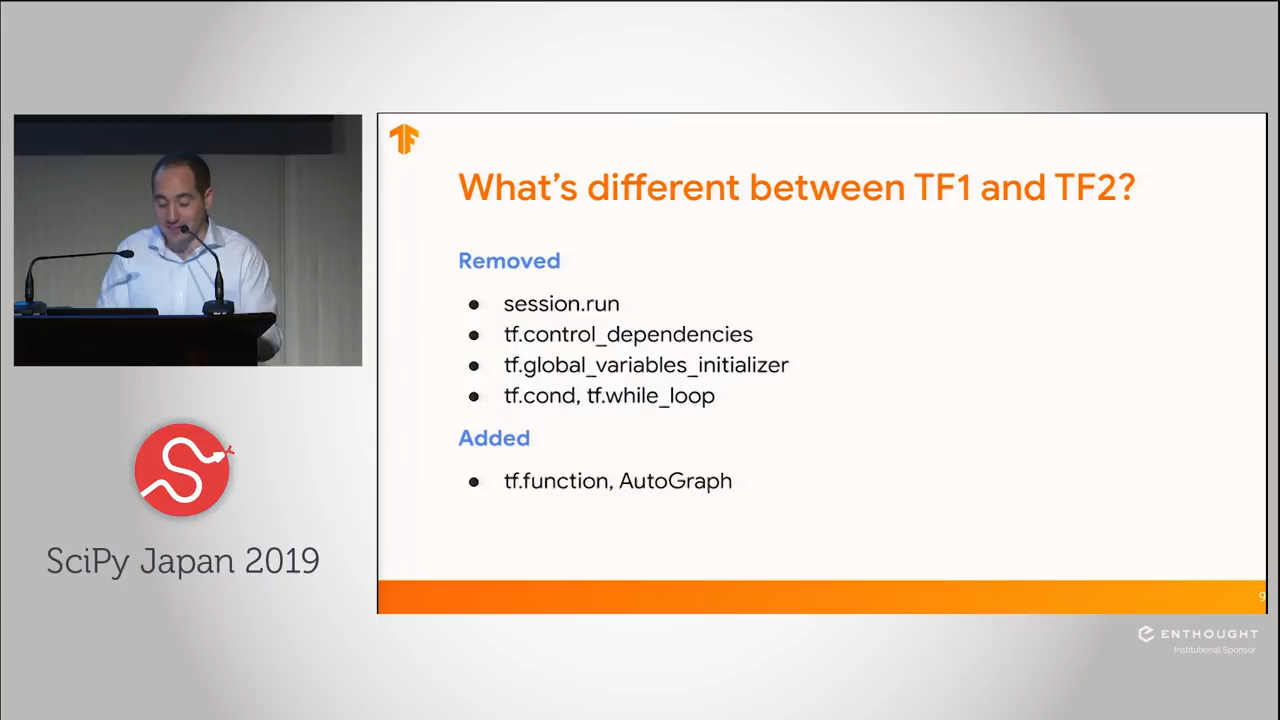 What's different between TF1 and TF2?
Removed
● session.run
● tf.control_dependencies
● tf.global_variables_initializer
● tf.cond, tf.while_loop
Added
● tf.function, AutoGraph
9
SciPy Japan 2019
ENTHOUGHT
Institutional Sponsor